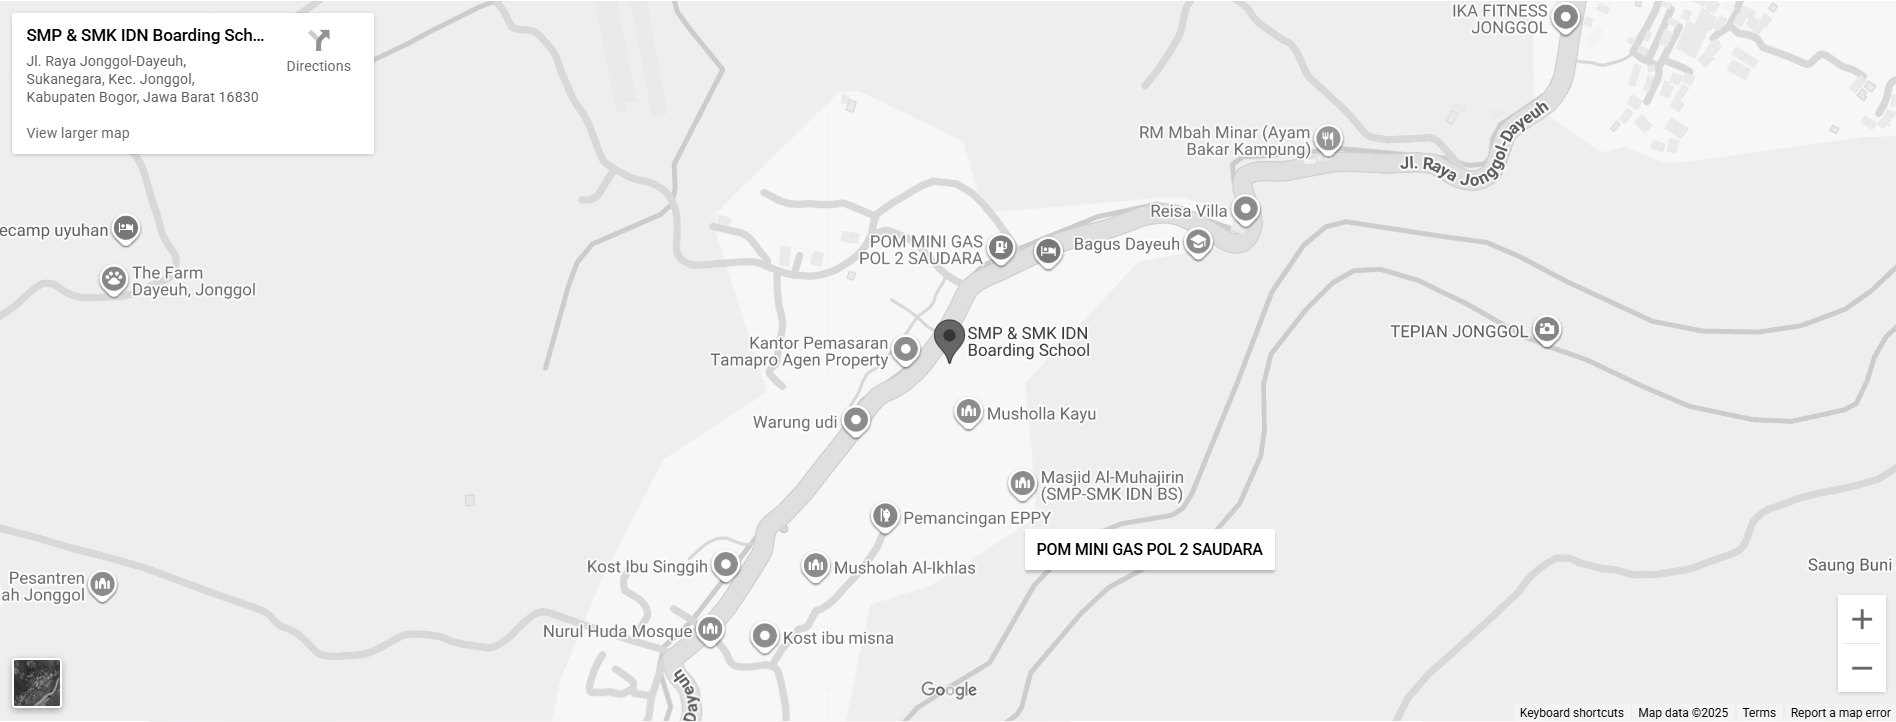 SMP & SMK IDN Boarding Sch...
Jl. Raya Jonggol-Dayeuh,
Sukanegara, Kec. Jonggol,
Kabupaten Bogor, Jawa Barat 16830
Directions
View larger map
IKA FITNESS
JONGGOL
RM Mbah Minar (Ayam
Bakar Kampung)
Jl. Raya Jonggol-Dayeuh
Reisa Villa
ecamp uyuhan
POM MINI GAS
POL 2 SAUDARA
Bagus Dayeuh
The Farm
Dayeuh, Jonggol
SMP & SMK IDN
Boarding School
TEPIAN JONGGOL
Kantor Pemasaran
Tamapro Agen Property
Musholla Kayu
Warung udi
Masjid Al-Muhajirin
(SMP-SMK IDN BS)
Pemancingan EPPY
POM MINI GAS POL 2 SAUDARA
Kost Ibu Singgih
Musholah Al-Ikhlas
Saung Buni
Pesantren
ah Jonggol
Nurul Huda Mosque
Kost ibu misna
Dayeuh
Google
Keyboard shortcuts
Map data ©2025
Terms
Report a map error